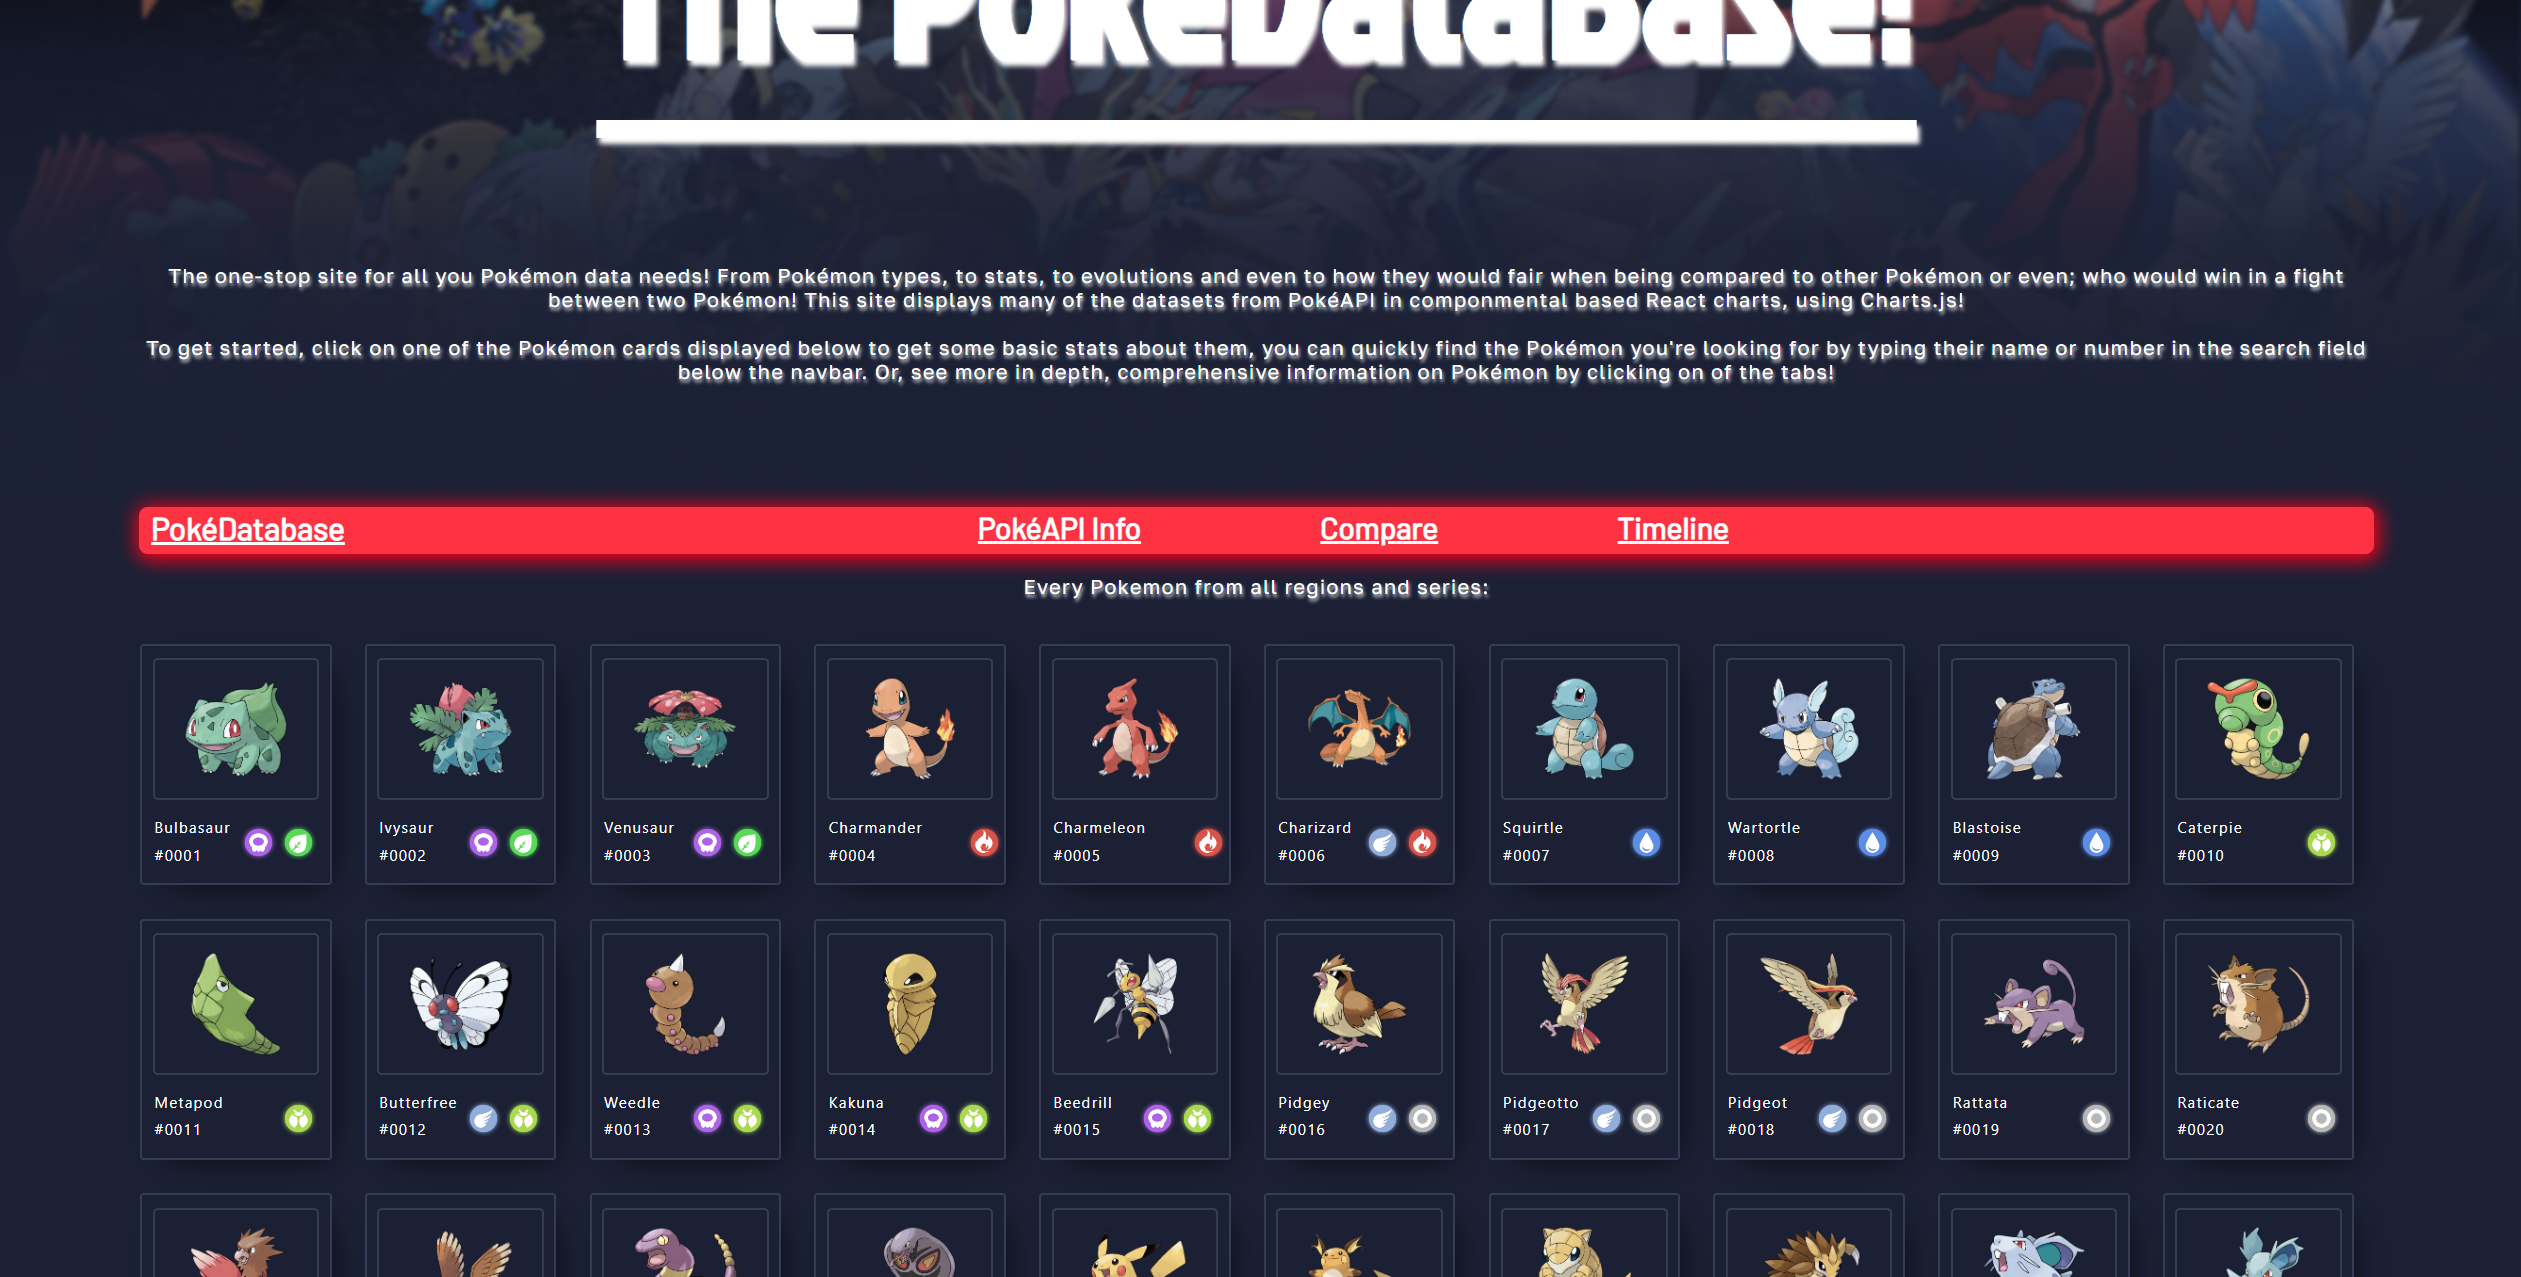 The PokéDatabase!
The one-stop site for all you Pokémon data needs! From Pokémon types, to stats, to evolutions and even to how they would fair when being compared to other Pokémon or even; who would win in a fight
between two Pokémon! This site displays many of the datasets from PokéAPI in componmental based React charts, using Charts.js!
To get started, click on one of the Pokémon cards displayed below to get some basic stats about them, you can quickly find the Pokémon you're looking for by typing their name or number in the search field
below the navbar. Or, see more in depth, comprehensive information on Pokémon by clicking on of the tabs!
PokéDatabase PokéAPI Info Compare Timeline
Every Pokemon from all regions and series:
Bulbasaur
#0001
Ivysaur
#0002
Venusaur
#0003
Charmander
#0004
Charmeleon
#0005
Charizard
#0006
Squirtle
#0007
Wartortle
#0008
Blastoise
#0009
Caterpie
#0010
Metapod
#0011
Butterfree
#0012
Weedle
#0013
Kakuna
#0014
Beedrill
#0015
Pidgey
#0016
Pidgeotto
#0017
Pidgeot
#0018
Rattata
#0019
Raticate
#0020